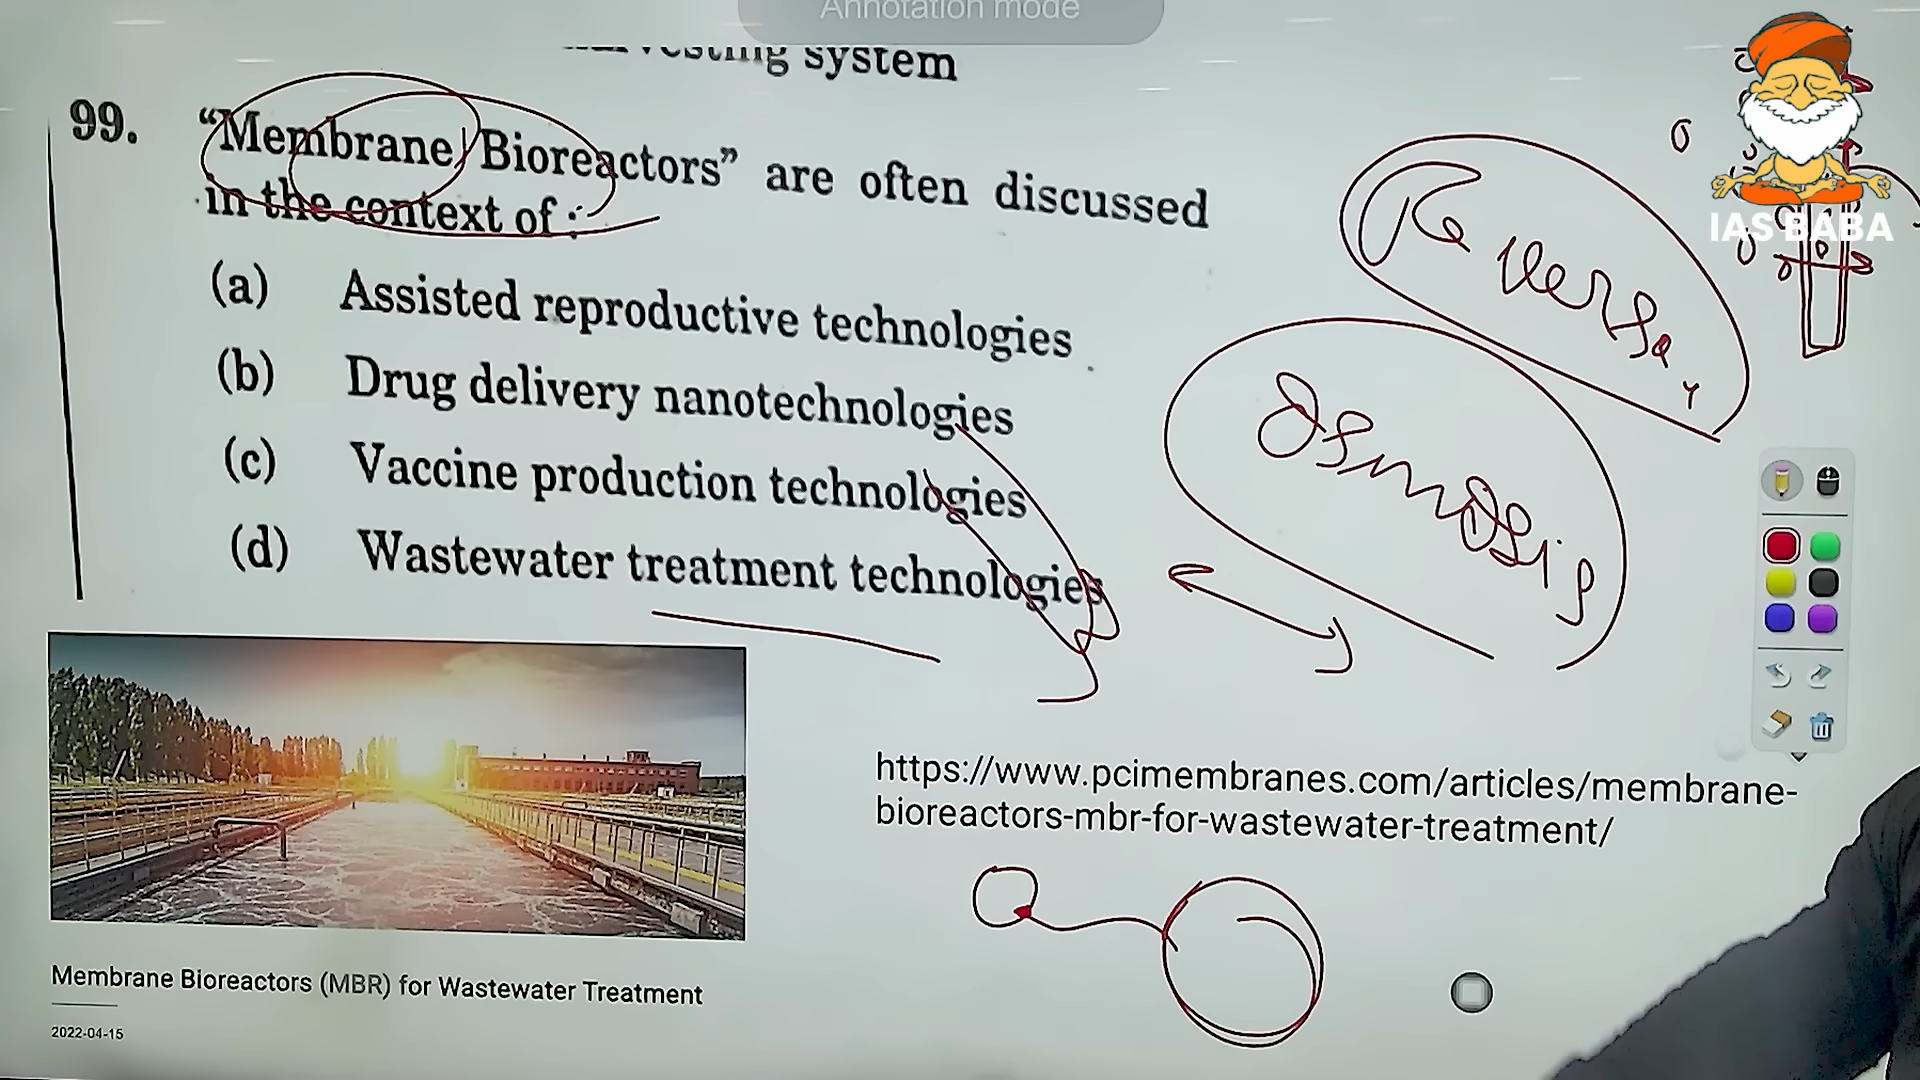 Annotation mode
harvesting system
99. “Membrane Bioreactors” are often discussed
in the context of :
(a) Assisted reproductive technologies
(b) Drug delivery nanotechnologies
(c) Vaccine production technologies
(d) Wastewater treatment technologies
Reverse
osmosis
IAS BABA
https://www.pcimembranes.com/articles/membrane-
bioreactors-mbr-for-wastewater-treatment/
Membrane Bioreactors (MBR) for Wastewater Treatment
2022-04-15